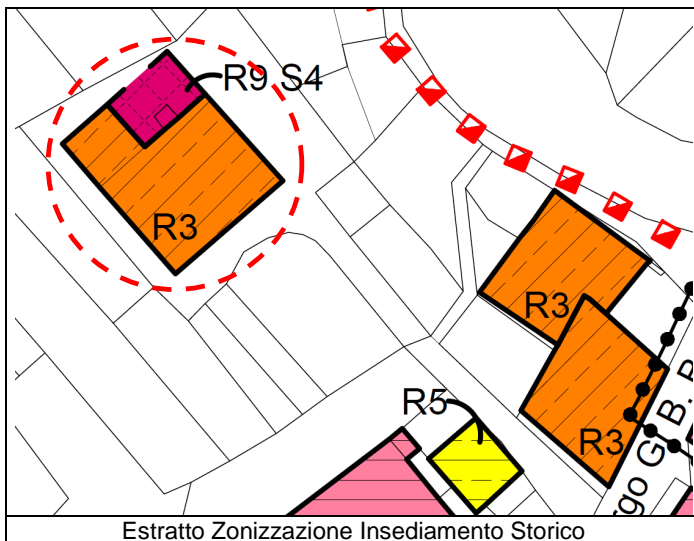 R9 S4
R3
R3
R5
R3
G. B.
Estratto Zonizzazione Insediamento Storico